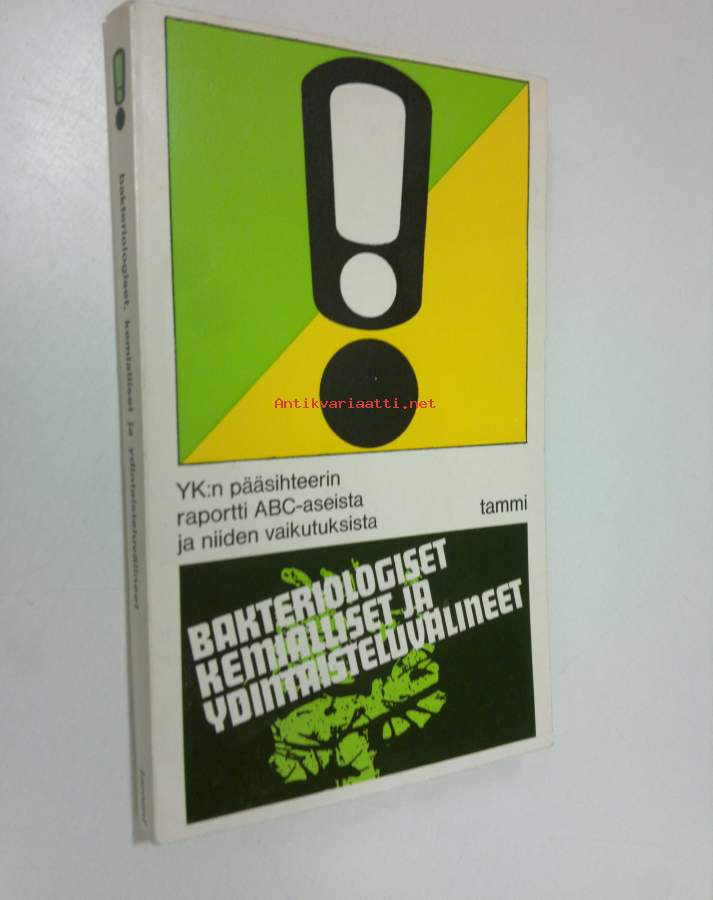 bakteriologiset, kemialliset ja ydintaisteluvälineet
tammi
Antikvariaatti.net
YK:n pääsihteerin
raportti ABC-aseista
ja niiden vaikutuksista
tammi
BAKTERIOLOGISET
KEMIALLISET JA
YDINTAISTELUVÄLINEET